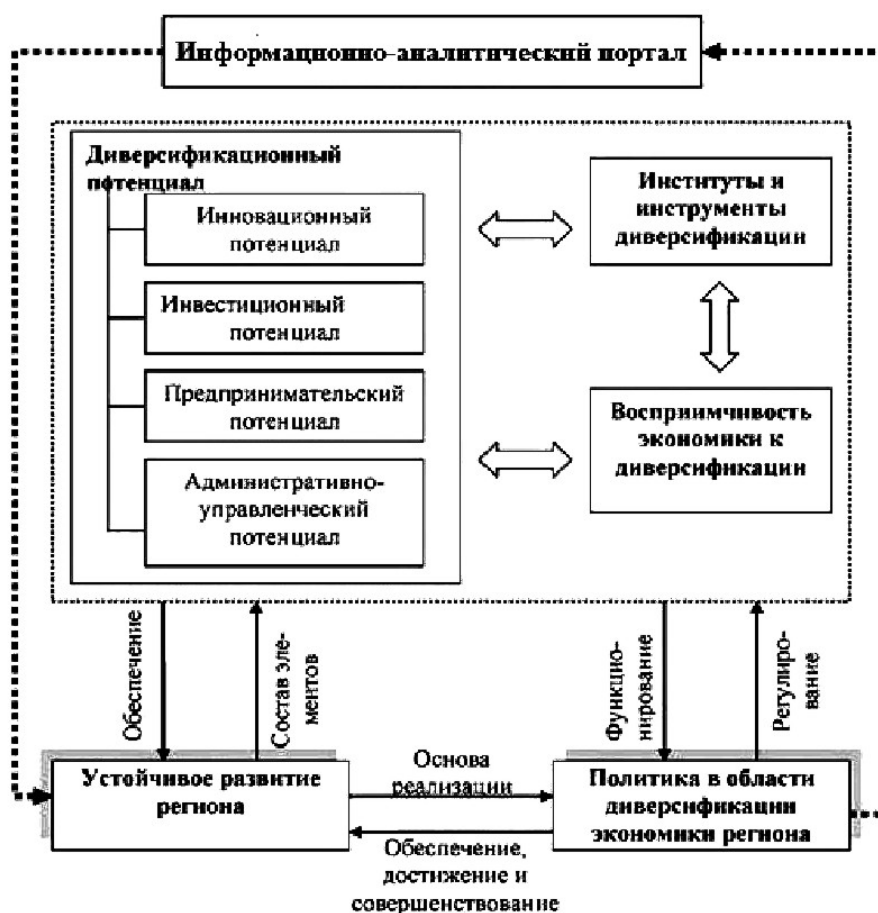 Информационно-аналитический портал
Диверсификационный
потенциал
Инновационный
потенциал
Инвестиционный
потенциал
Предпринимательский
потенциал
Административно-
управленческий
потенциал
Институты и
инструменты
диверсификации
Восприимчивость
экономики к
диверсификации
Обеспечение
Состав эле-
ментов
Функцио-
нирование
Регулиро-
вание
Устойчивое развитие
региона
Основа
реализации
Обеспечение,
достижение и
совершенствование
Политика в области
диверсификации
экономики региона